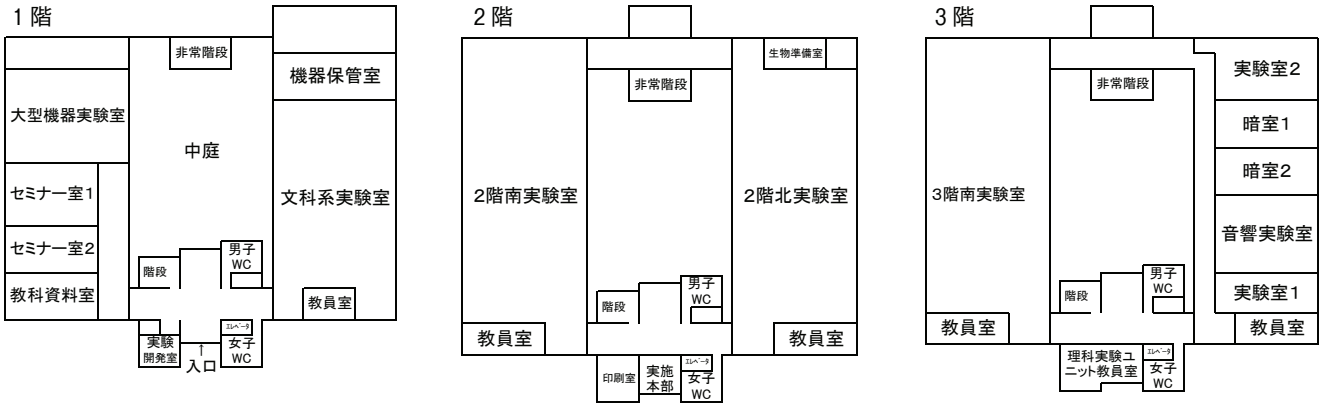 1階
非常階段
機器保管室
大型機器実験室
中庭
セミナー室1
文科系実験室
セミナー室2
男子
WC
階段
教科資料室
教員室
実験
開発室
↑
入口
エレベータ
女子
WC
2階
生物準備室
非常階段
2階南実験室
2階北実験室
男子
WC
階段
教員室
教員室
印刷室
実施
本部
エレベータ
女子
WC
3階
実験室2
非常階段
暗室1
暗室2
3階南実験室
音響実験室
男子
WC
階段
実験室1
教員室
教員室
理科実験ユ
ニット教員室
エレベータ
女子
WC